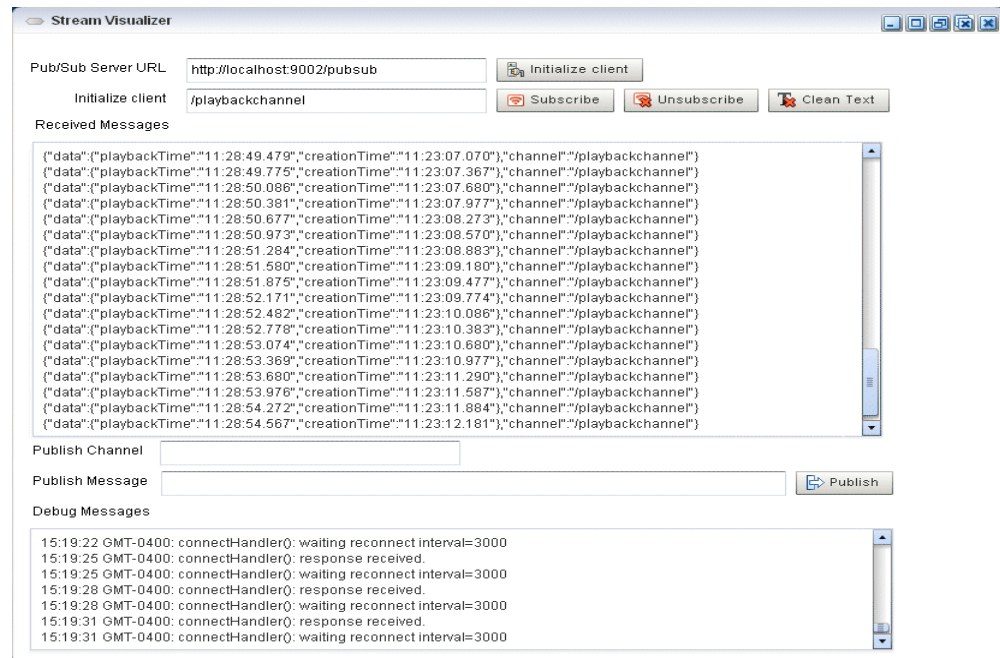 Stream Visualizer
Pub/Sub Server URL http://localhost:9002/pubsub Initialize client
Initialize client /playbackchannel Subscribe Unsubscribe Clean Text
Received Messages
{"data":{"playbackTime":"11:28:49.479","creationTime":"11:23:07.070"},"channel":"/playbackchannel"}
{"data":{"playbackTime":"11:28:49.775","creationTime":"11:23:07.367"},"channel":"/playbackchannel"}
{"data":{"playbackTime":"11:28:50.086","creationTime":"11:23:07.680"},"channel":"/playbackchannel"}
{"data":{"playbackTime":"11:28:50.381","creationTime":"11:23:07.977"},"channel":"/playbackchannel"}
{"data":{"playbackTime":"11:28:50.677","creationTime":"11:23:08.273"},"channel":"/playbackchannel"}
{"data":{"playbackTime":"11:28:50.973","creationTime":"11:23:08.570"},"channel":"/playbackchannel"}
{"data":{"playbackTime":"11:28:51.284","creationTime":"11:23:08.883"},"channel":"/playbackchannel"}
{"data":{"playbackTime":"11:28:51.580","creationTime":"11:23:09.180"},"channel":"/playbackchannel"}
{"data":{"playbackTime":"11:28:51.875","creationTime":"11:23:09.477"},"channel":"/playbackchannel"}
{"data":{"playbackTime":"11:28:52.171","creationTime":"11:23:09.774"},"channel":"/playbackchannel"}
{"data":{"playbackTime":"11:28:52.482","creationTime":"11:23:10.086"},"channel":"/playbackchannel"}
{"data":{"playbackTime":"11:28:52.778","creationTime":"11:23:10.383"},"channel":"/playbackchannel"}
{"data":{"playbackTime":"11:28:53.074","creationTime":"11:23:10.680"},"channel":"/playbackchannel"}
{"data":{"playbackTime":"11:28:53.369","creationTime":"11:23:10.977"},"channel":"/playbackchannel"}
{"data":{"playbackTime":"11:28:53.680","creationTime":"11:23:11.290"},"channel":"/playbackchannel"}
{"data":{"playbackTime":"11:28:53.976","creationTime":"11:23:11.587"},"channel":"/playbackchannel"}
{"data":{"playbackTime":"11:28:54.272","creationTime":"11:23:11.884"},"channel":"/playbackchannel"}
{"data":{"playbackTime":"11:28:54.567","creationTime":"11:23:12.181"},"channel":"/playbackchannel"}
Publish Channel
Publish Message Publish
Debug Messages
15:19:22 GMT-0400: connectHandler(): waiting reconnect interval=3000
15:19:25 GMT-0400: connectHandler(): response received.
15:19:25 GMT-0400: connectHandler(): waiting reconnect interval=3000
15:19:28 GMT-0400: connectHandler(): response received.
15:19:28 GMT-0400: connectHandler(): waiting reconnect interval=3000
15:19:31 GMT-0400: connectHandler(): response received.
15:19:31 GMT-0400: connectHandler(): waiting reconnect interval=3000